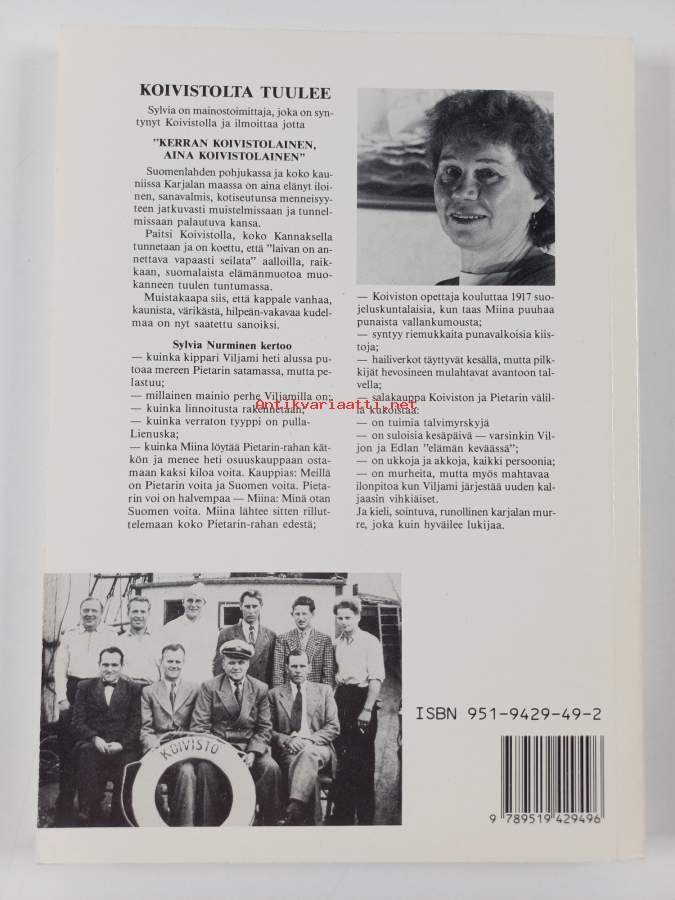 KOIVISTOLTA TUULEE
Sylvia on mainostoimittaja, joka on syn-
tynyt Koivistolla ja ilmoittaa jotta
"KERRAN KOIVISTOLAINEN,
AINA KOIVISTOLAINEN"
Suomenlahden pohjukassa ja koko kau-
niissa Karjalan maassa on aina elänyt iloi-
nen, sanavalmis, kotiseutunsa menneisyy-
teen jatkuvasti muistelmissaan ja tunnel-
missaan palautuva kansa.
Paitsi Koivistolla, koko Kannaksella
tunnetaan ja on koettu, että "laivan on an-
nettava vapaasti seilata" aalloilla, raik-
kaan, suomalaista elämänmuotoa muo-
kanneen tuulen tuntumassa.
Muistakaapa siis, että kappale vanhaa,
kaunista, värikästä, hilpeän-vakavaa kudel-
maa on nyt saatettu sanoiksi.
Sylvia Nurminen kertoo
— kuinka kippari Viljami heti alussa pu-
toaa mereen Pietarin satamassa, mutta pe-
lastuu;
— millainen mainio perhe Viljamilla on;
— kuinka linnoitusta rakennetaan;
— kuinka verraton tyyppi on pulla-
Lienuska;
— kuinka Miina löytää Pietarin-rahan kät-
kön ja menee heti osuuskauppaan osta-
maan kaksi kiloa voita. Kauppias: Meillä
on Pietarin voita ja Suomen voita. Pieta-
rin voi on halvempaa — Miina: Minä otan
Suomen voita. Miina lähtee sitten rillut-
telemaan koko Pietarin-rahan edestä;
— Koiviston opettaja kouluttaa 1917 suo-
jeluskuntalaisia, kun taas Miina puuhaa
punaista vallankumousta;
— syntyy riemukkaita punavalkoisia kiis-
toja;
— hailiverkot täyttyvät kesällä, mutta pilk-
kijät hevosineen mulahtavat avantoon tal-
vella;
— salakauppa Koiviston ja Pietarin välil-
lä kukoistaa:
— on tuimia talvimyrskyjä
— on suloisia kesäpäiviä — varsinkin Vil-
jon ja Edlan "elämän keväässä";
— on ukkoja ja akkoja, kaikki persoonia;
— on murheita, mutta myös mahtavaa
ilonpitoa kun Viljami järjestää uuden kal-
jaasin vihkiäiset.
Ja kieli, sointuva, runollinen karjalan mur-
re, joka kuin hyväilee lukijaa.
Antikvariaatti.net
KOIVISTO
ISBN 951-9429-49-2
9 789519 429496